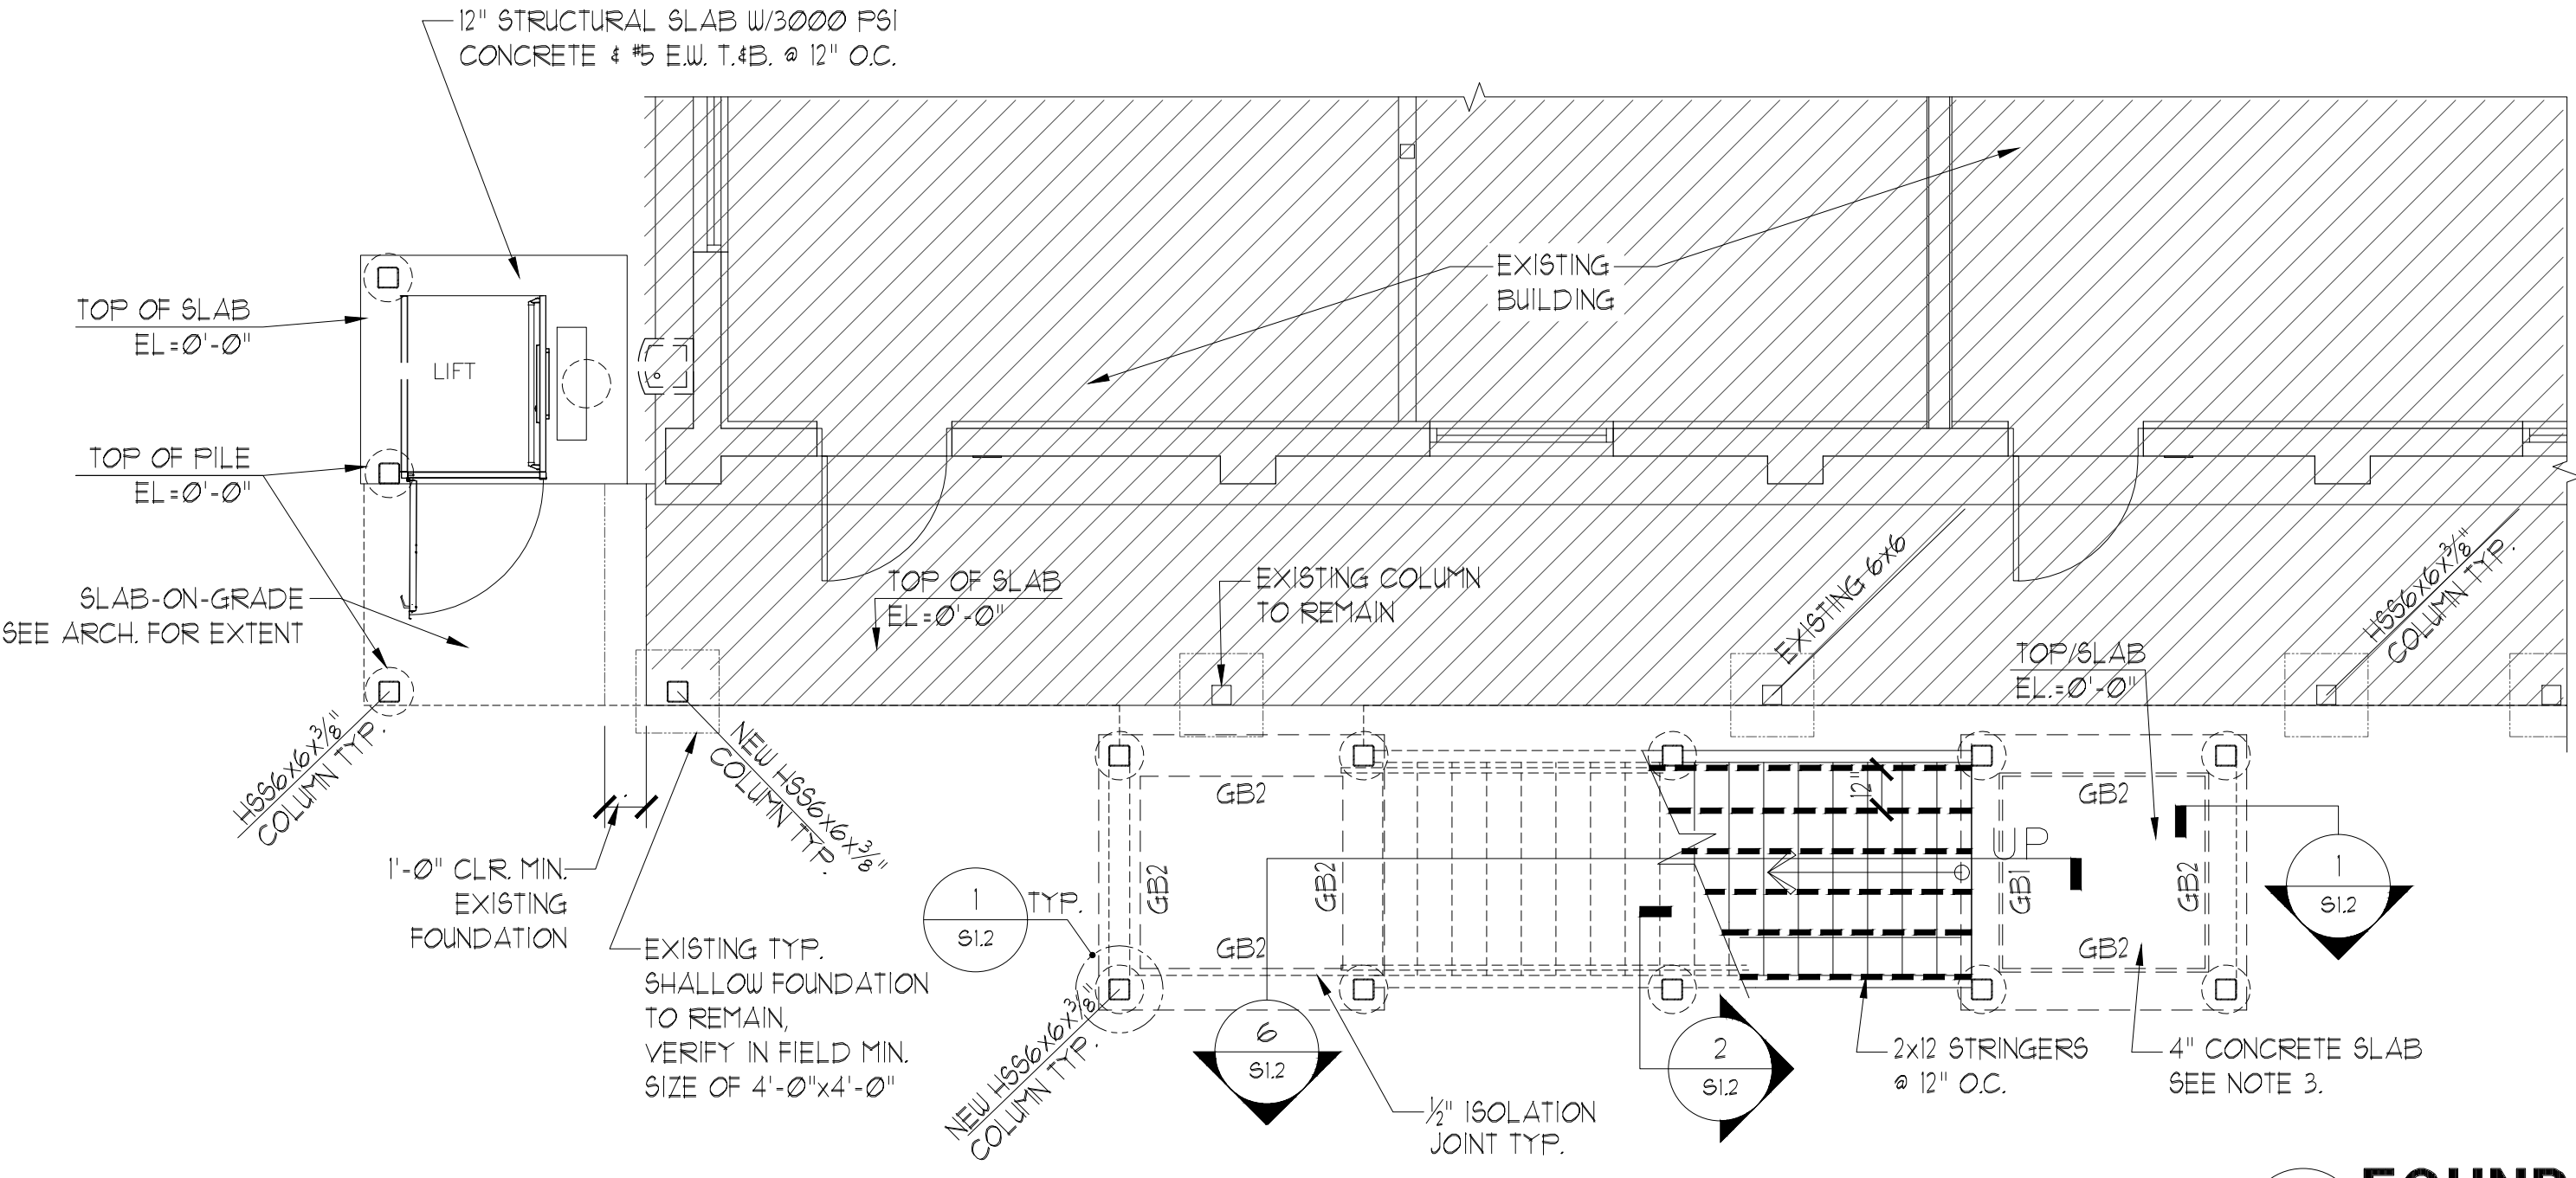 12" STRUCTURAL SLAB W/3000 PSI
CONCRETE & #5 E.W. T.&B. @ 12" O.C.
EXISTING
BUILDING
TOP OF SLAB
EL=0'-0"
LIFT
TOP OF PILE
EL=0'-0"
SLAB-ON-GRADE
SEE ARCH. FOR EXTENT
TOP OF SLAB
EL=0'-0"
EXISTING COLUMN
TO REMAIN
EXISTING 6x6
HSS6x6x3/8"
COLUMN TYP.
TOP/SLAB
EL.=0'-0"
HSS6x6x3/8"
COLUMN TYP.
NEW HSS6x6x3/8"
COLUMN TYP.
1'-0" CLR. MIN.
EXISTING
FOUNDATION
EXISTING TYP.
SHALLOW FOUNDATION
TO REMAIN,
VERIFY IN FIELD MIN.
SIZE OF 4'-0"x4'-0"
1
S1.2
TYP.
GB2
GB2
GB2
GB2
12"
UP
GB2
GB1
GB2
GB2
1
S1.2
NEW HSS6x6x3/8"
COLUMN TYP.
6
S1.2
1/2" ISOLATION
JOINT TYP.
2
S1.2
2x12 STRINGERS
@ 12" O.C.
4" CONCRETE SLAB
SEE NOTE 3.